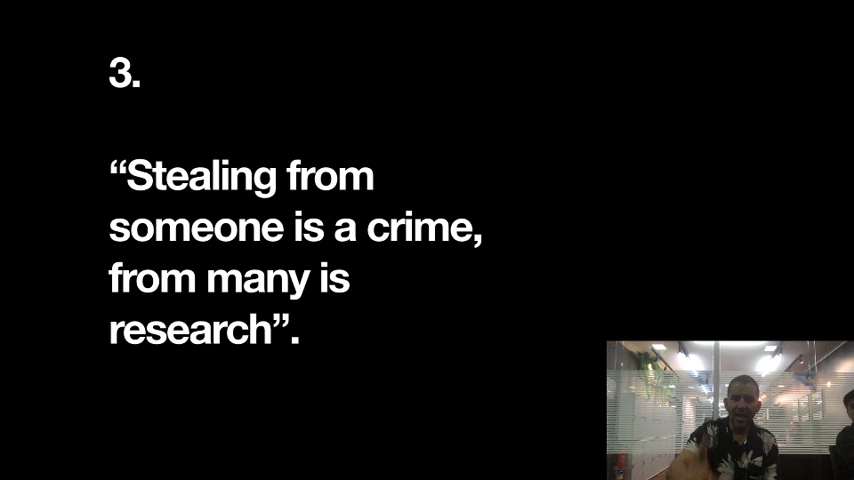 3.
“Stealing from
someone is a crime,
from many is
research”.